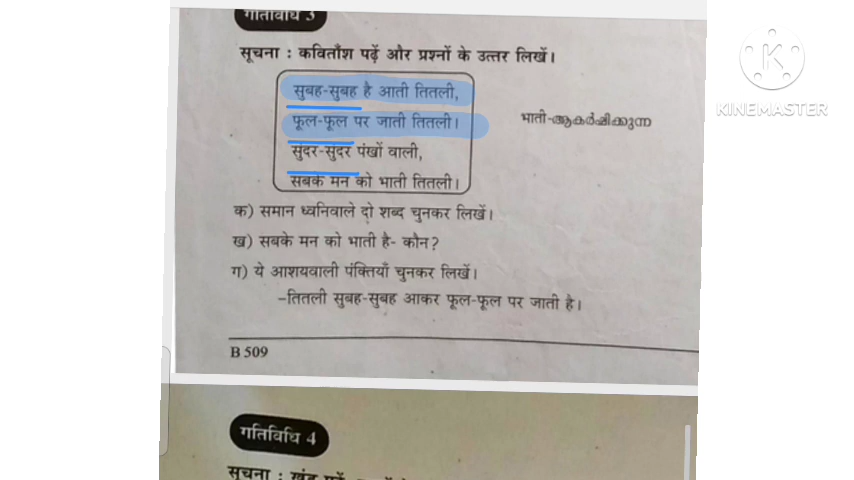 गतिविधि 3
सूचना : कविताँश पढ़ें और प्रश्नों के उत्तर लिखें।
सुबह-सुबह है आती तितली,
फूल-फूल पर जाती तितली।
सुंदर-सुंदर पंखों वाली,
सबके मन को भाती तितली।
भाती-ആകർഷിക്കുന്ന
क) समान ध्वनिवाले दो शब्द चुनकर लिखें।
ख) सबके मन को भाती है- कौन?
ग) ये आशयवाली पंक्तियाँ चुनकर लिखें।
–तितली सुबह-सुबह आकर फूल-फूल पर जाती है।
B 509
गतिविधि 4
सूचना :
KINEMASTER